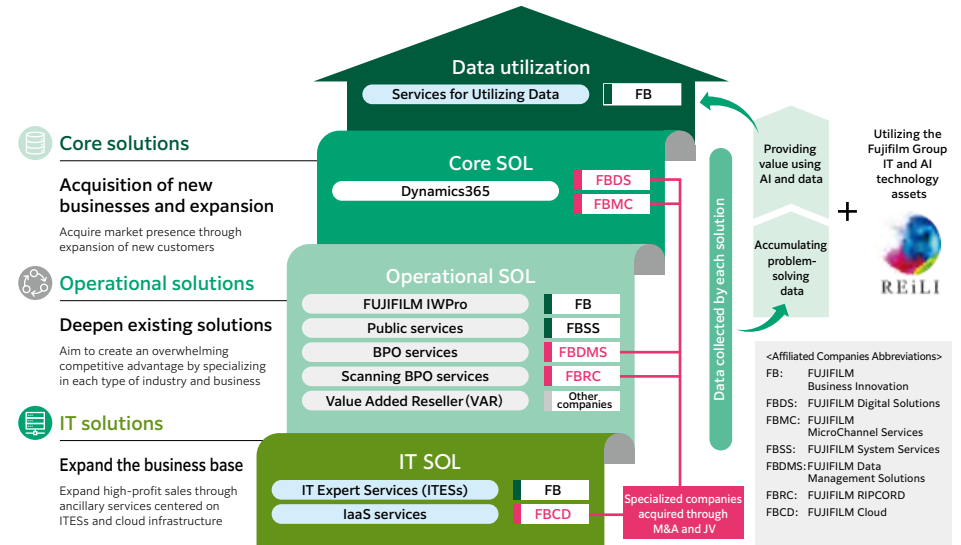 Data utilization
Services for Utilizing Data
FB
Core solutions
Acquisition of new
businesses and expansion
Acquire market presence through
expansion of new customers
Core SOL
Dynamics365
FBDS
FBMC
Operational solutions
Deepen existing solutions
Aim to create an overwhelming
competitive advantage by specializing
in each type of industry and business
Operational SOL
FUJIFILM IWPro
FB
Public services
FBSS
BPO services
FBDMS
Scanning BPO services
FBRC
Value Added Reseller (VAR)
Other
companies
IT solutions
Expand the business base
Expand high-profit sales through
ancillary services centered on
ITESs and cloud infrastructure
IT SOL
IT Expert Services (ITESs)
FB
IaaS services
FBCD
Specialized companies
acquired through
M&A and JV
Data collected by each solution
Providing
value using
AI and data
Accumulating
problem-
solving
data
+
Utilizing the
Fujifilm Group
IT and AI
technology
assets
REiLI
<Affiliated Companies Abbreviations>
FB: FUJIFILM
Business Innovation
FBDS: FUJIFILM Digital Solutions
FBMC: FUJIFILM
MicroChannel Services
FBSS: FUJIFILM System Services
FBDMS: FUJIFILM Data
Management Solutions
FBRC: FUJIFILM RIPCORD
FBCD: FUJIFILM Cloud